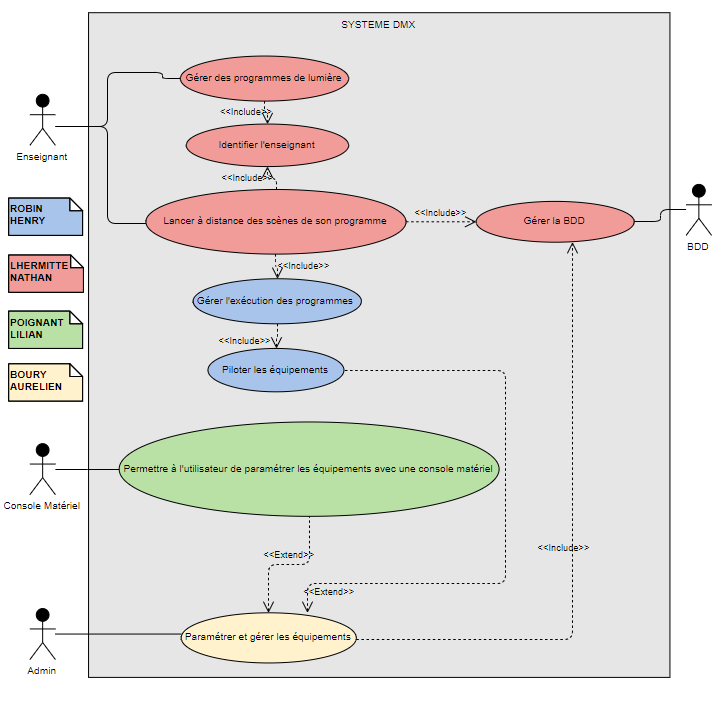 SYSTEME DMX
Gérer des programmes de lumière
<<Include>>
Enseignant
Identifier l'enseignant
<<Include>>
Lancer à distance des scènes de son programme
<<Include>>
Gérer la BDD
BDD
ROBIN
HENRY
<<Include>>
LHERMITTE
NATHAN
Gérer l'exécution des programmes
POIGNANT
LILIAN
<<Include>>
Piloter les équipements
BOURY
AURELIEN
Permettre à l'utilisateur de paramétrer les équipements avec une console matériel
Console Matériel
<<Include>>
<<Extend>>
<<Extend>>
Paramétrer et gérer les équipements
Admin